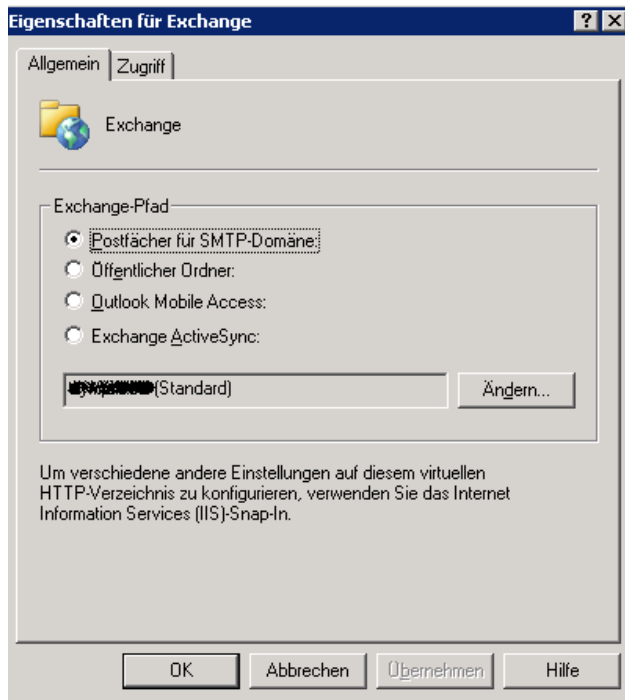 Eigenschaften für Exchange
Allgemein
Zugriff
Exchange
Exchange-Pfad
Postfächer für SMTP-Domäne:
Öffentlicher Ordner:
Outlook Mobile Access:
Exchange ActiveSync:
(Standard)
Ändern...
Um verschiedene andere Einstellungen auf diesem virtuellen
HTTP-Verzeichnis zu konfigurieren, verwenden Sie das Internet
Information Services (IIS)-Snap-In.
OK
Abbrechen
Übernehmen
Hilfe